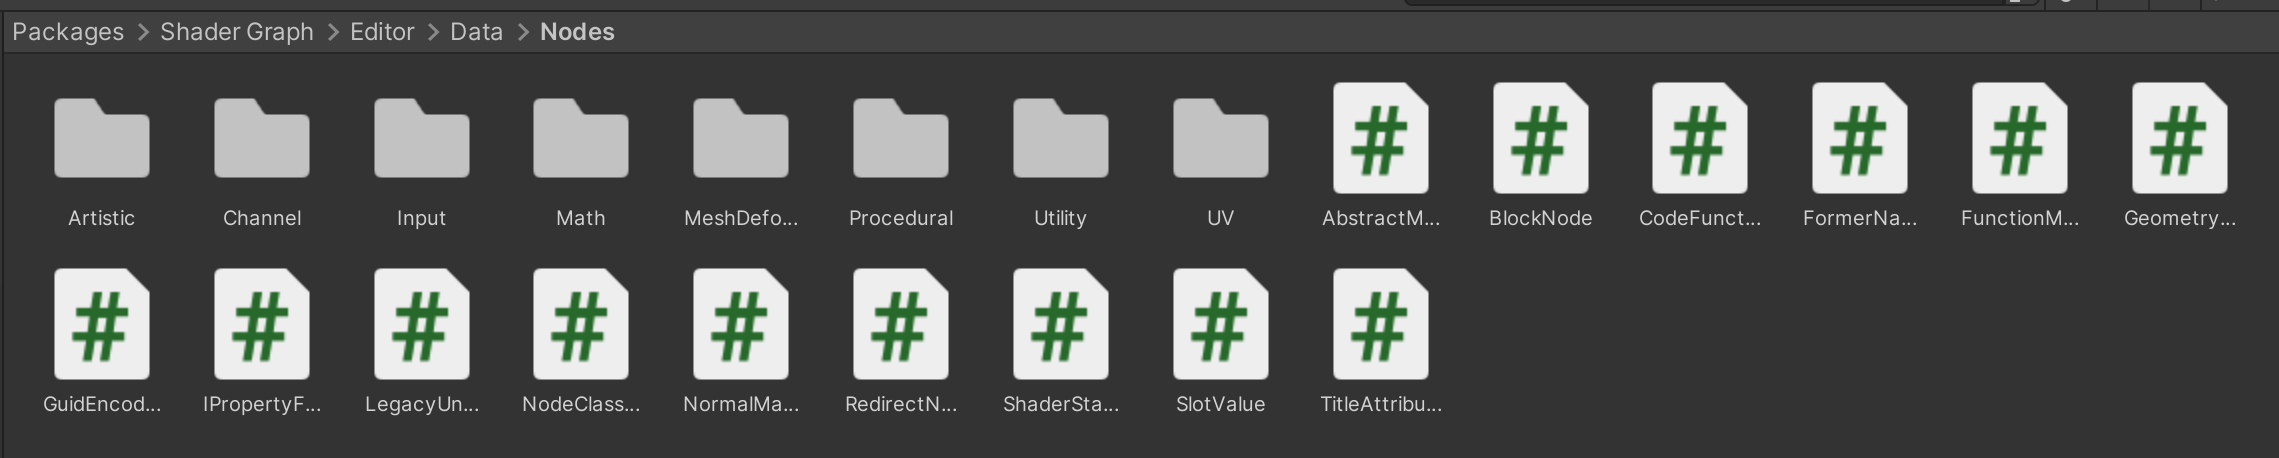 Packages > Shader Graph > Editor > Data > Nodes
Artistic Channel Input Math MeshDefo... Procedural Utility UV AbstractM... BlockNode CodeFunct... FormerNa... FunctionM... Geometry...
GuidEncod... IPropertyF... LegacyUn... NodeClass... NormalMa... RedirectN... ShaderSta... SlotValue TitleAttribu...